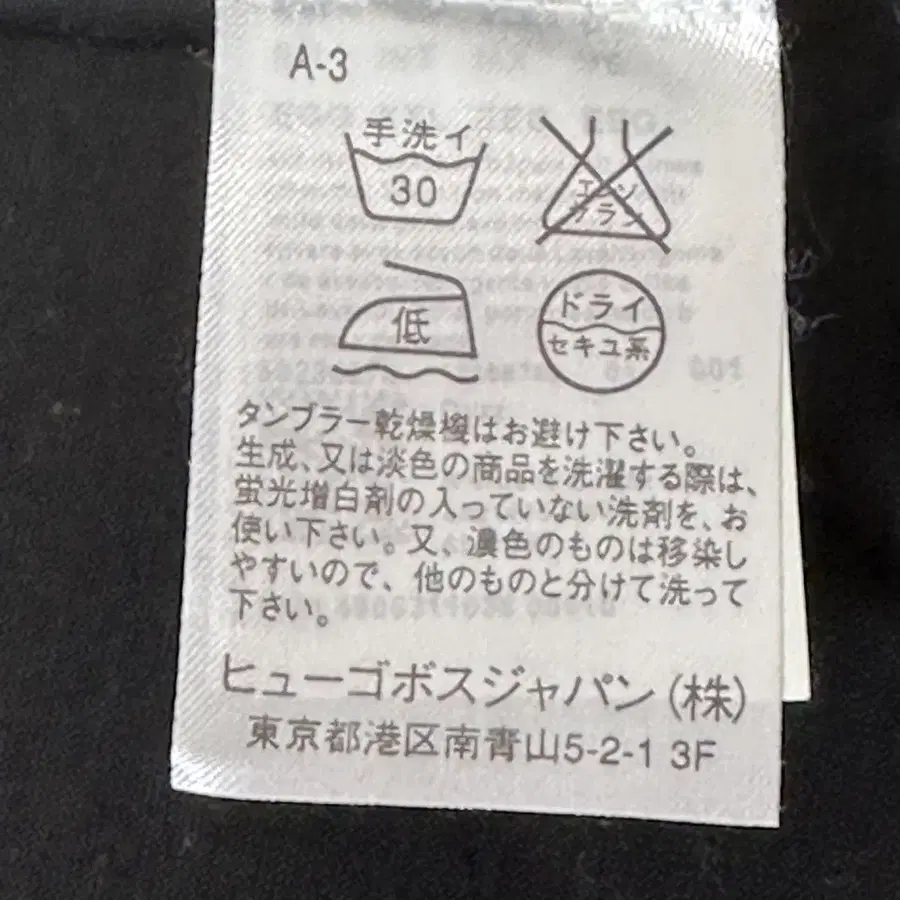 A-3
手洗イ
30
エンソ
サラシ
低
ドライ
セキユ系
タンブラー乾燥機はお避け下さい。
生成、又は淡色の商品を洗濯する際は、
蛍光増白剤の入っていない洗剤を、お
使い下さい。又、濃色のものは移染し
やすいので、他のものと分けて洗って
下さい。
ヒューゴボスジャパン(株)
東京都港区南青山5-2-1 3F